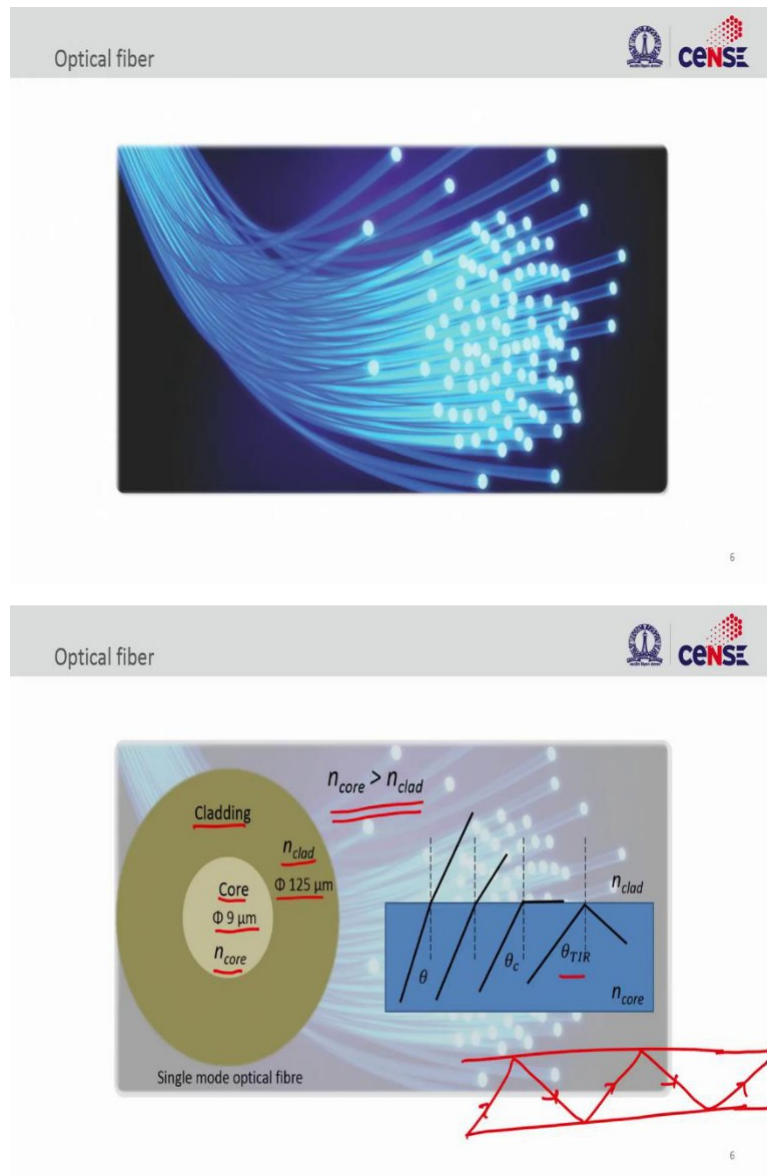 Optical fiber
CeNSE
6
Optical fiber
CeNSE
n_core > n_clad
Cladding
n_clad
Φ 125 μm
Core
Φ 9 μm
n_core
Single mode optical fibre
n_clad
θ
θ_c
θ_TIR
n_core
6